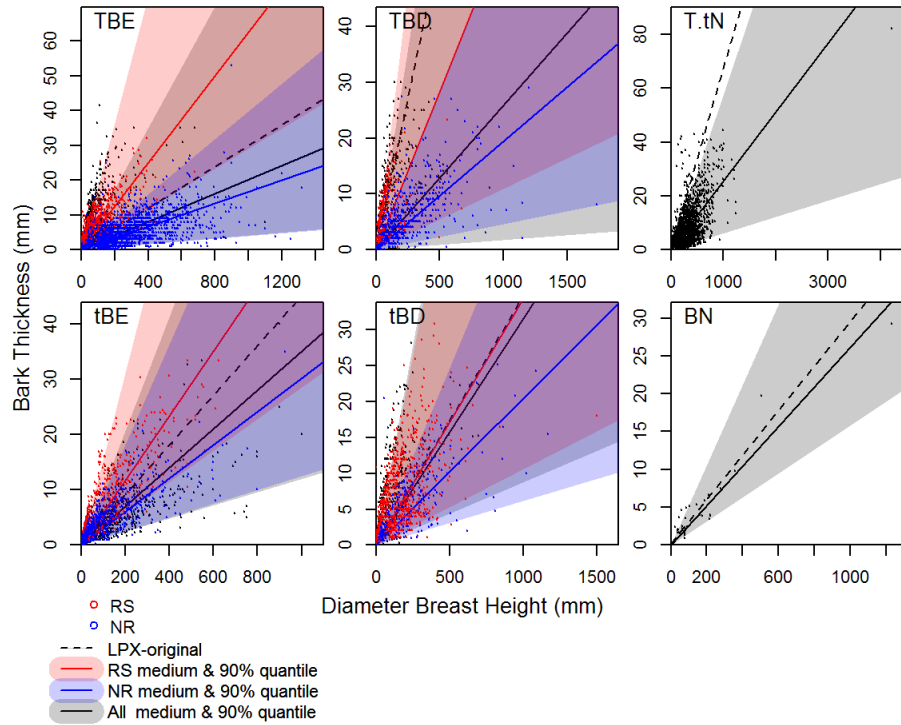 TBE
TBD
T.tN
0 10 20 30 40 50 60
0 10 20 30 40
0 20 40 60 80
0 400 800 1200
0 500 1000 1500
0 1000 3000
tBE
tBD
BN
0 10 20 30 40
0 5 10 15 20 25 30
0 5 10 15 20 25 30
0 200 400 600 800
0 500 1000 1500
0 200 600 1000
Bark Thickness (mm)
Diameter Breast Height (mm)
RS
NR
LPX-original
RS medium & 90% quantile
NR medium & 90% quantile
All medium & 90% quantile